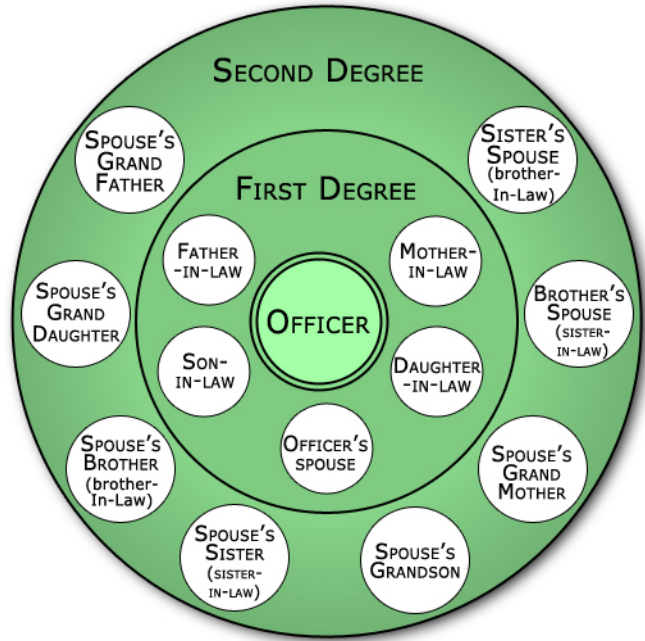 Second Degree
Spouse's
Grand
Father
Sister's
Spouse
(brother-
In-Law)
First Degree
Father
-in-law
Mother-
in-law
Spouse's
Grand
Daughter
Officer
Brother's
Spouse
(sister-
in-law)
Son-
in-law
Daughter
-in-law
Spouse's
Brother
(brother-
In-Law)
Officer's
spouse
Spouse's
Grand
Mother
Spouse's
Sister
(sister-
in-law)
Spouse's
Grandson